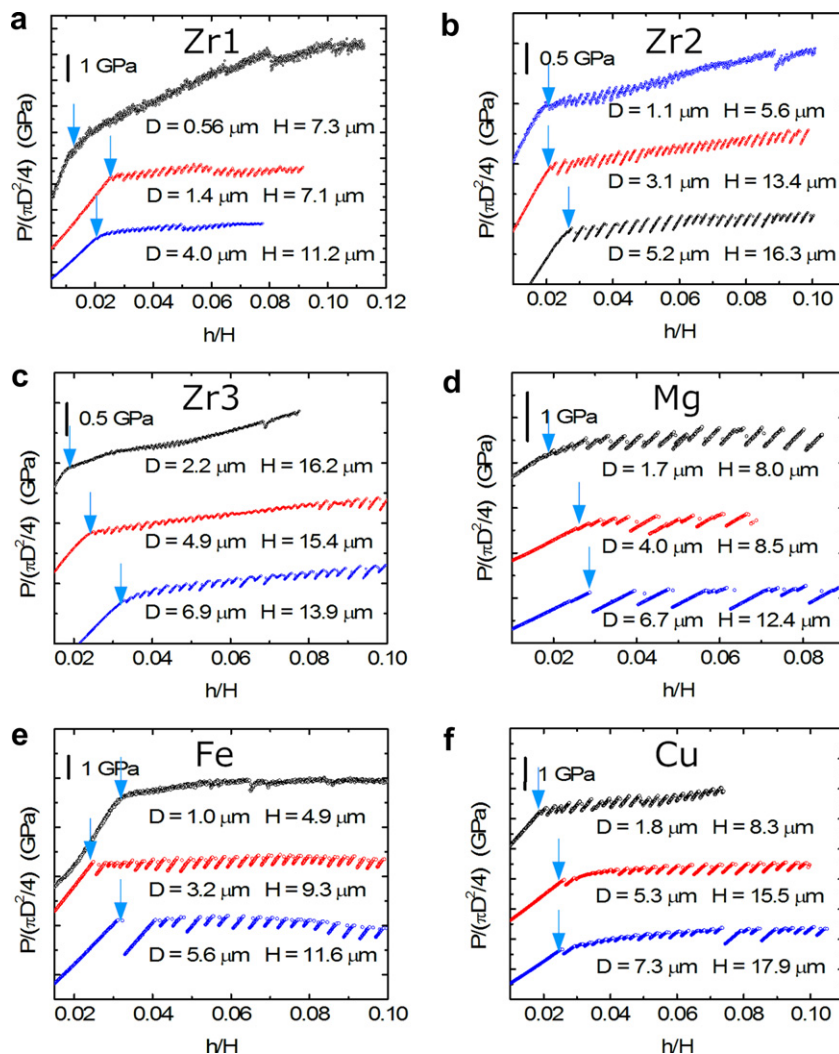 a
Zr1
1 GPa
P/(πD²/4) (GPa)
D = 0.56 μm H = 7.3 μm
D = 1.4 μm H = 7.1 μm
D = 4.0 μm H = 11.2 μm
0.02 0.04 0.06 0.08 0.10 0.12
h/H
b
Zr2
0.5 GPa
P/(πD²/4) (GPa)
D = 1.1 μm H = 5.6 μm
D = 3.1 μm H = 13.4 μm
D = 5.2 μm H = 16.3 μm
0.02 0.04 0.06 0.08 0.10
h/H
c
Zr3
0.5 GPa
P/(πD²/4) (GPa)
D = 2.2 μm H = 16.2 μm
D = 4.9 μm H = 15.4 μm
D = 6.9 μm H = 13.9 μm
0.02 0.04 0.06 0.08 0.10
h/H
d
Mg
1 GPa
P/(πD²/4) (GPa)
D = 1.7 μm H = 8.0 μm
D = 4.0 μm H = 8.5 μm
D = 6.7 μm H = 12.4 μm
0.02 0.04 0.06 0.08
h/H
e
Fe
1 GPa
P/(πD²/4) (GPa)
D = 1.0 μm H = 4.9 μm
D = 3.2 μm H = 9.3 μm
D = 5.6 μm H = 11.6 μm
0.02 0.04 0.06 0.08 0.10
h/H
f
Cu
1 GPa
P/(πD²/4) (GPa)
D = 1.8 μm H = 8.3 μm
D = 5.3 μm H = 15.5 μm
D = 7.3 μm H = 17.9 μm
0.02 0.04 0.06 0.08 0.10
h/H